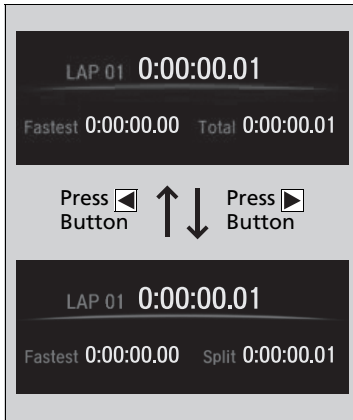 LAP 01 0:00:00.01
Fastest 0:00:00.00 Total 0:00:00.01
Press ◀ Press ▶
Button Button
LAP 01 0:00:00.01
Fastest 0:00:00.00 Split 0:00:00.01